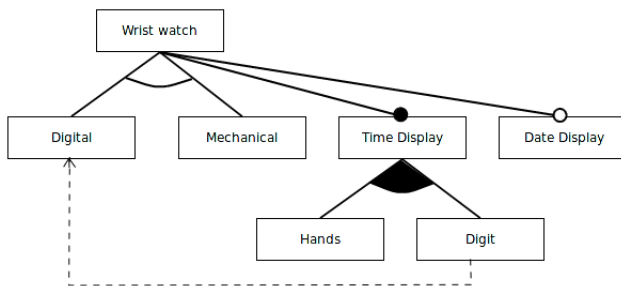 Wrist watch
Digital
Mechanical
Time Display
Date Display
Hands
Digit